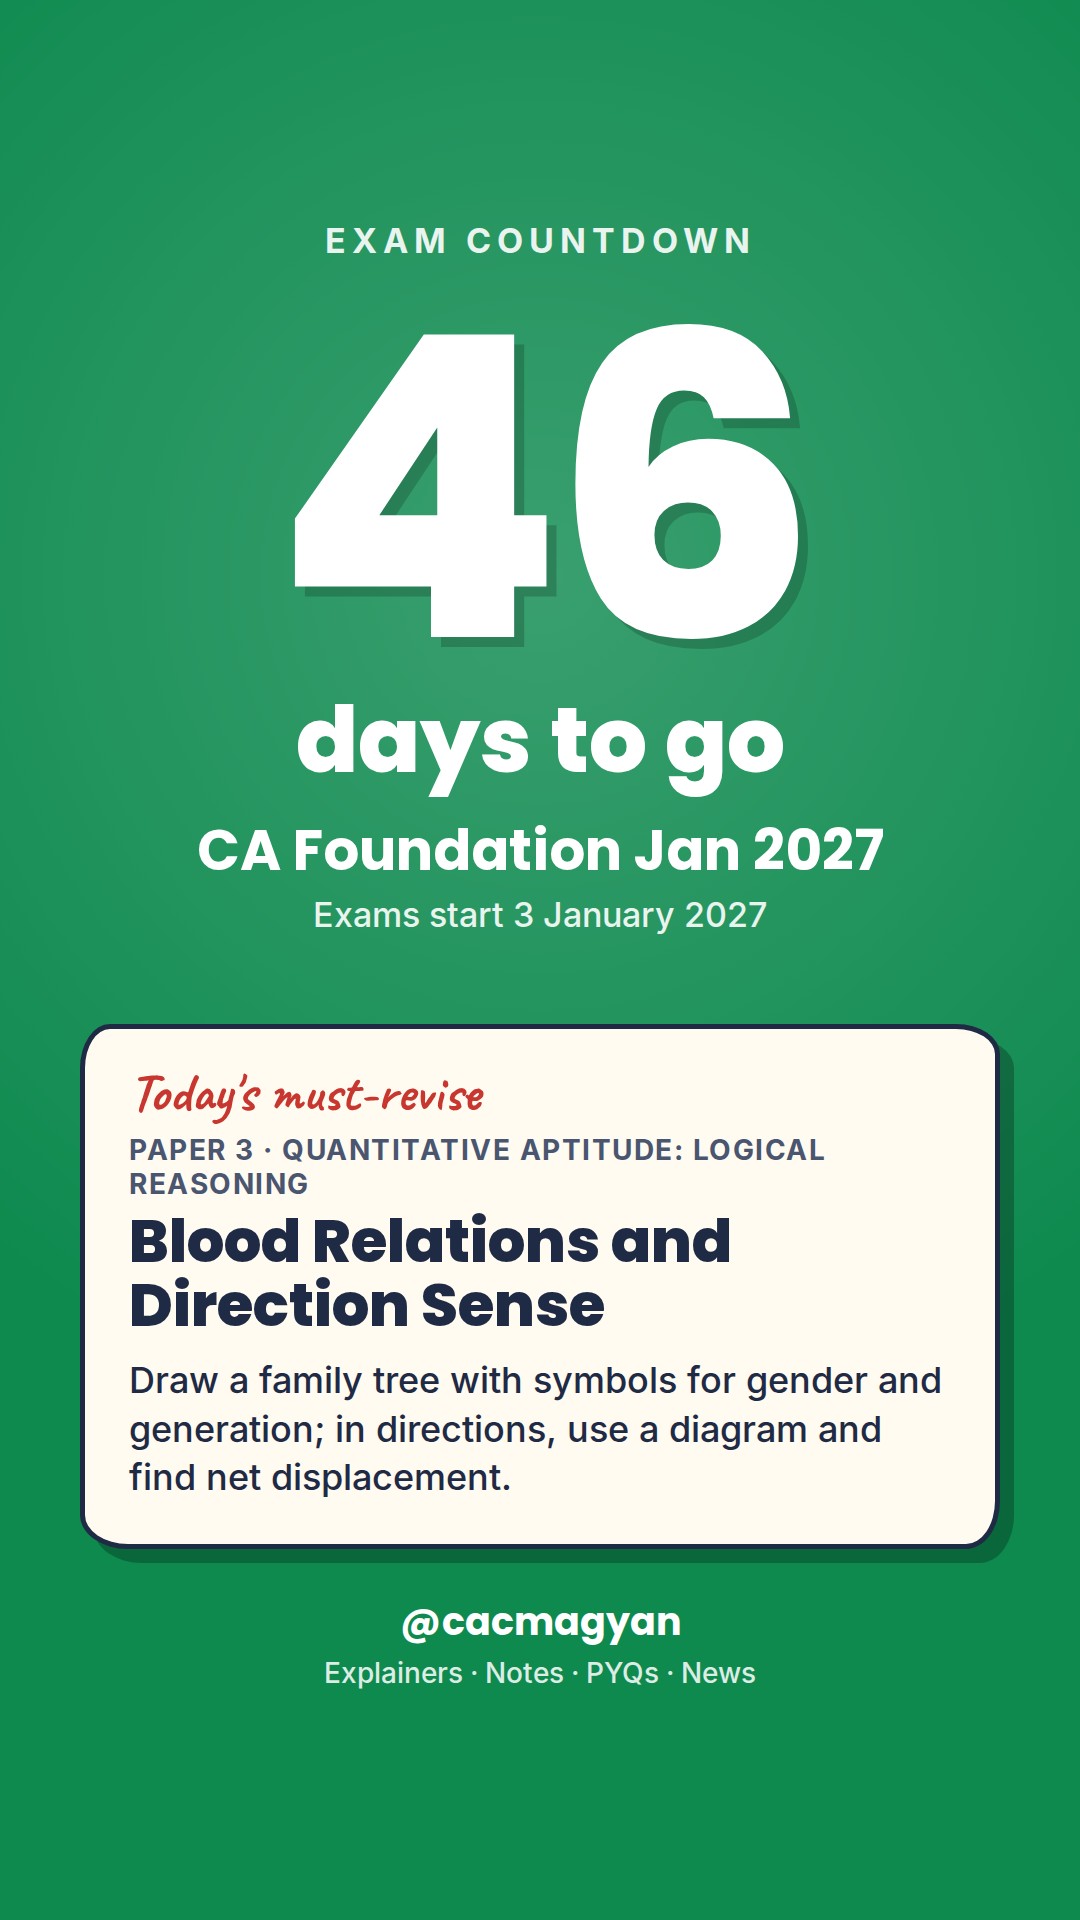 EXAM COUNTDOWN
46
days to go
CA Foundation Jan 2027
Exams start 3 January 2027
Today's must-revise
PAPER 3 · QUANTITATIVE APTITUDE: LOGICAL
REASONING
Blood Relations and
Direction Sense
Draw a family tree with symbols for gender and
generation; in directions, use a diagram and
find net displacement.
@cacmagyan
Explainers · Notes · PYQs · News